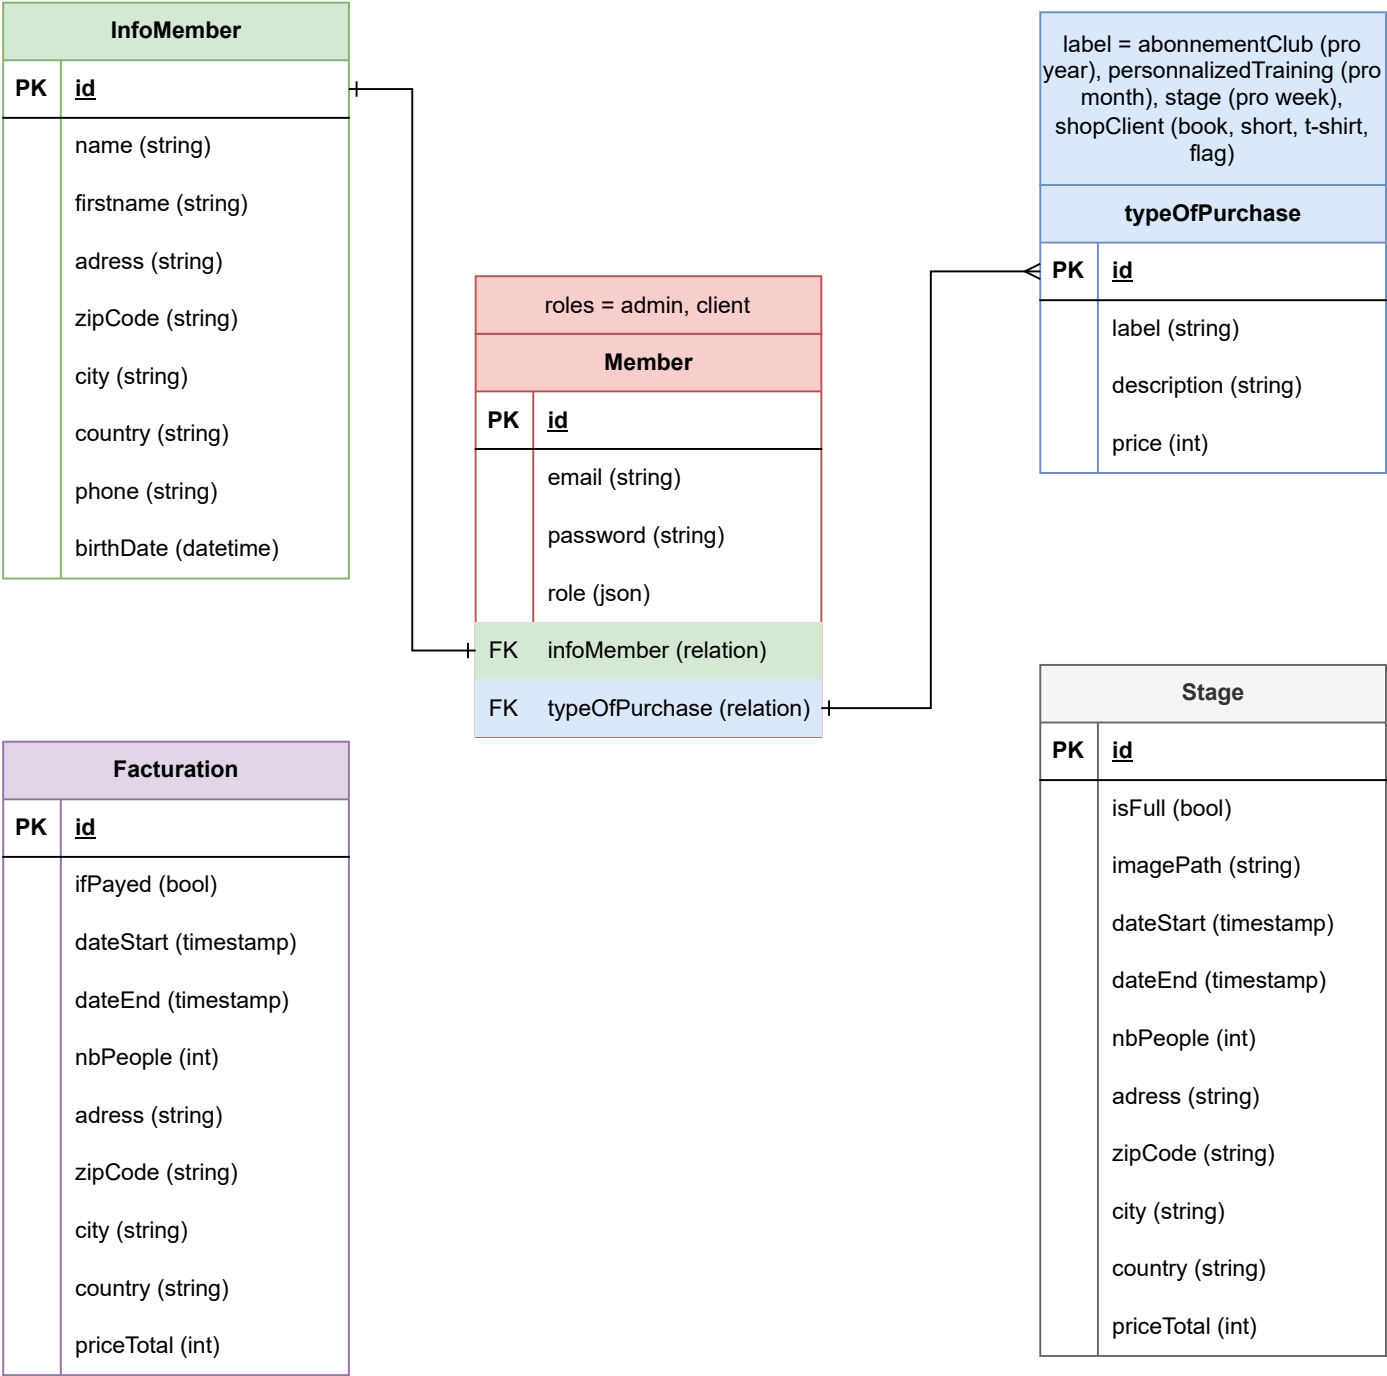 InfoMember
PK id
name (string)
firstname (string)
adress (string)
zipCode (string)
city (string)
country (string)
phone (string)
birthDate (datetime)
roles = admin, client
Member
PK id
email (string)
password (string)
role (json)
FK infoMember (relation)
FK typeOfPurchase (relation)
label = abonnementClub (pro
year), personnalizedTraining (pro
month), stage (pro week),
shopClient (book, short, t-shirt,
flag)
typeOfPurchase
PK id
label (string)
description (string)
price (int)
Facturation
PK id
ifPayed (bool)
dateStart (timestamp)
dateEnd (timestamp)
nbPeople (int)
adress (string)
zipCode (string)
city (string)
country (string)
priceTotal (int)
Stage
PK id
isFull (bool)
imagePath (string)
dateStart (timestamp)
dateEnd (timestamp)
nbPeople (int)
adress (string)
zipCode (string)
city (string)
country (string)
priceTotal (int)